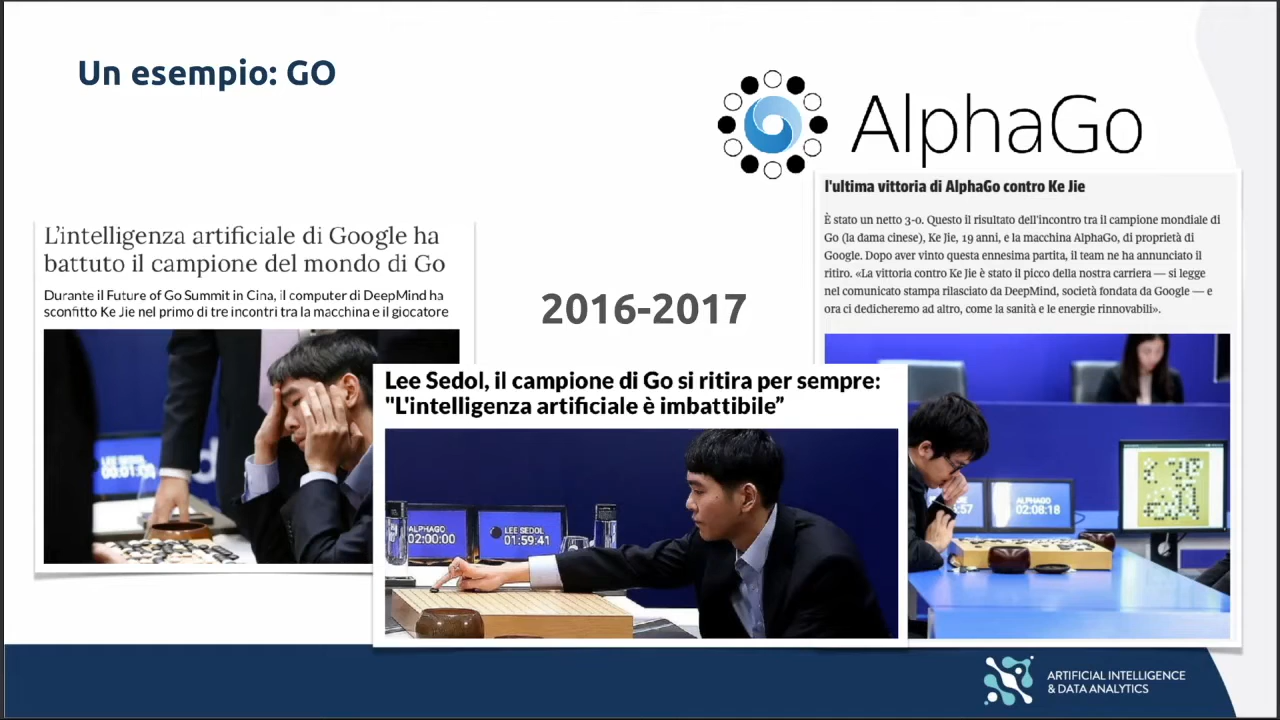 Un esempio: GO
AlphaGo
L'intelligenza artificiale di Google ha
battuto il campione del mondo di Go
Durante il Future of Go Summit in Cina, il computer di DeepMind ha
sconfitto Ke Jie nel primo di tre incontri tra la macchina e il giocatore
LEE SEDOL
2016-2017
Lee Sedol, il campione di Go si ritira per sempre:
"L'intelligenza artificiale è imbattibile”
ALPHAGO
02:00:00
LEE SEDOL
01:59:41
l'ultima vittoria di AlphaGo contro Ke Jie
È stato un netto 3-0. Questo il risultato dell'incontro tra il campione mondiale di
Go (la dama cinese), Ke Jie, 19 anni, e la macchina AlphaGo, di proprietà di
Google. Dopo aver vinto questa ennesima partita, il team ne ha annunciato il
ritiro. «La vittoria contro Ke Jie è stato il picco della nostra carriera — si legge
nel comunicato stampa rilasciato da DeepMind, società fondata da Google — e
ora ci dedicheremo ad altro, come la sanità e le energie rinnovabili».
ALPHAGO
02:08:18
ARTIFICIAL INTELLIGENCE
& DATA ANALYTICS